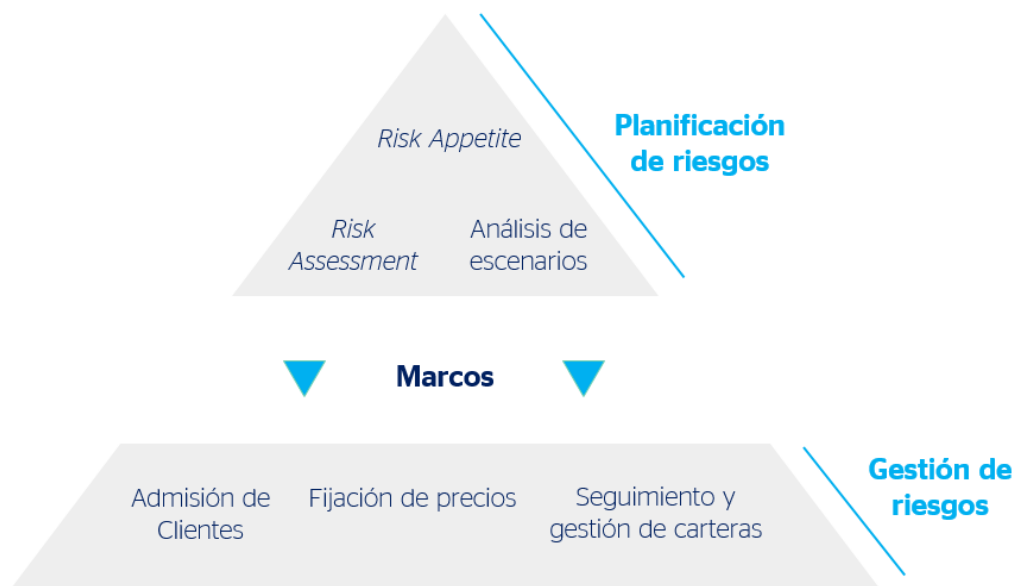 Risk Appetite
Planificación
de riesgos
Risk
Assessment
Análisis de
escenarios
Marcos
Admisión de
Clientes
Fijación de precios
Seguimiento y
gestión de carteras
Gestión de
riesgos